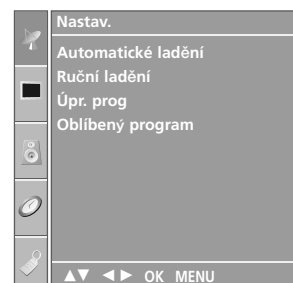 Nastav.
Automatické ladění
Ruční ladění
Úpr. prog
Oblíbený program
▲▼ ◄► OK MENU